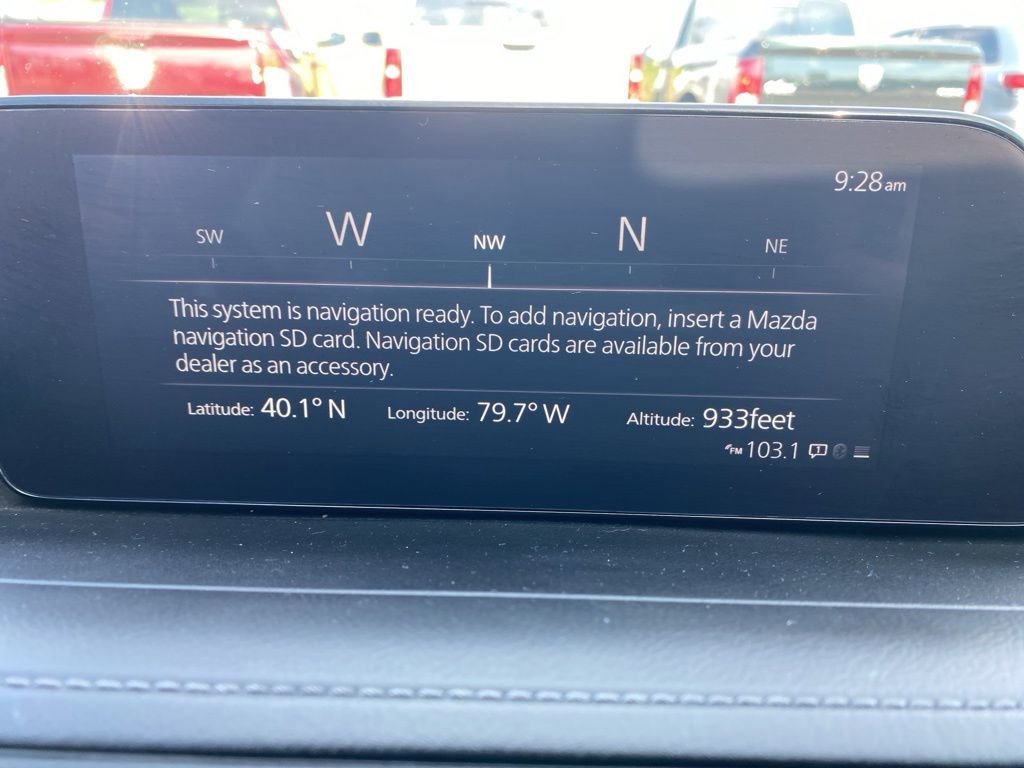 9:28am
SW W NW N NE
This system is navigation ready. To add navigation, insert a Mazda
navigation SD card. Navigation SD cards are available from your
dealer as an accessory.
Latitude: 40.1° N Longitude: 79.7° W Altitude: 933feet
FM 103.1 1